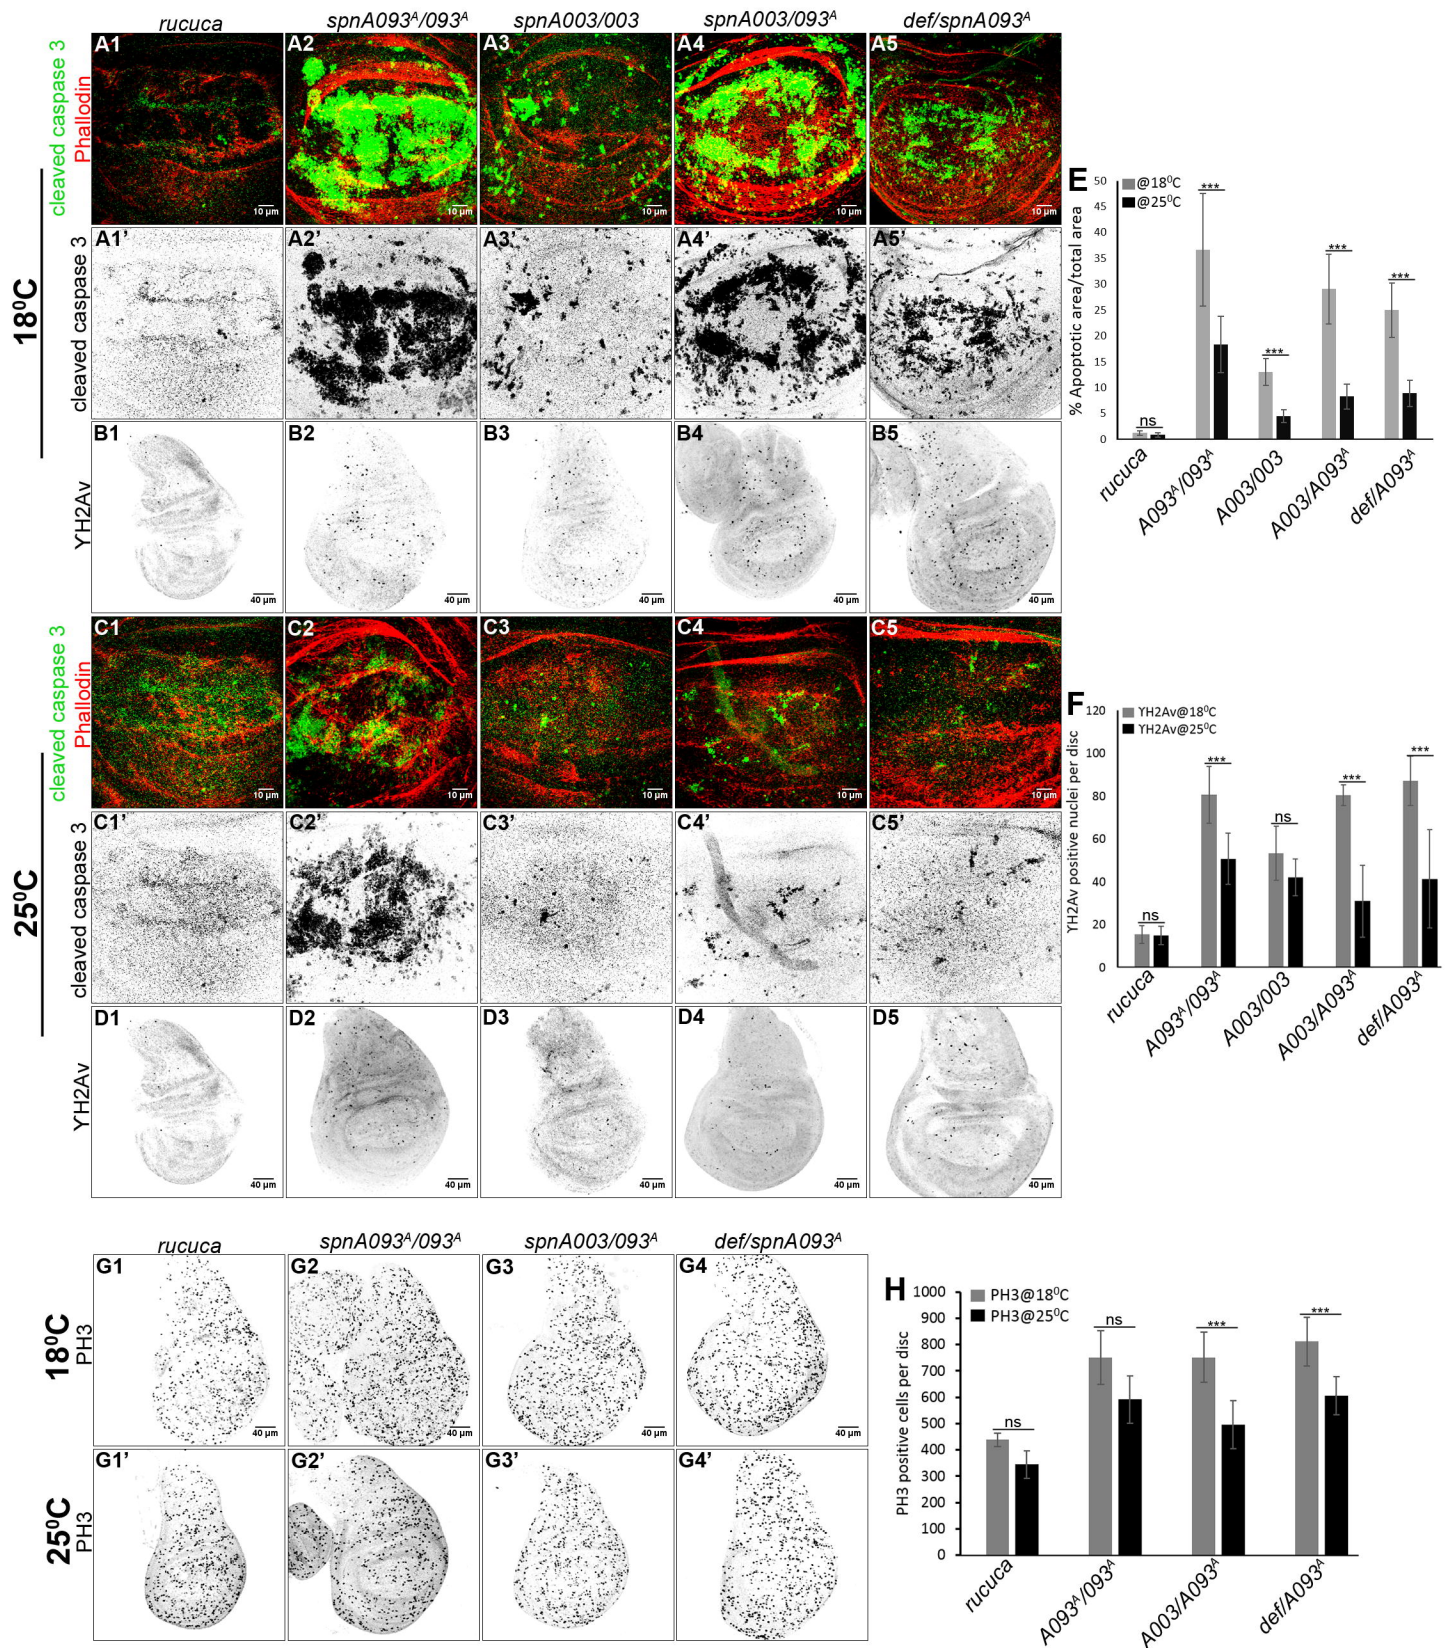 rucuca spnA093ᴬ/093ᴬ spnA003/003 spnA003/093ᴬ def/spnA093ᴬ
18⁰C
cleaved caspase 3
Phallodin
A1 A2 A3 A4 A5
10 µm 10 µm 10 µm 10 µm 10 µm
cleaved caspase 3
A1' A2' A3' A4' A5'
YH2Av
B1 B2 B3 B4 B5
40 µm 40 µm 40 µm 40 µm 40 µm
25⁰C
cleaved caspase 3
Phallodin
C1 C2 C3 C4 C5
10 µm 10 µm 10 µm 10 µm 10 µm
cleaved caspase 3
C1' C2' C3' C4' C5'
YH2Av
D1 D2 D3 D4 D5
40 µm 40 µm 40 µm 40 µm 40 µm
E
@18⁰C
@25⁰C
% Apoptotic area/total area
50
45
40
35
30
25
20
15
10
5
0
ns *** *** *** ***
rucuca A093ᴬ/093ᴬ A003/003 A003/A093ᴬ def/A093ᴬ
F
YH2Av@18⁰C
YH2Av@25⁰C
YH2Av positive nuclei per disc
120
100
80
60
40
20
0
ns *** ns *** ***
rucuca A093ᴬ/093ᴬ A003/003 A003/A093ᴬ def/A093ᴬ
rucuca spnA093ᴬ/093ᴬ spnA003/093ᴬ def/spnA093ᴬ
18⁰C
PH3
G1 G2 G3 G4
40 µm 40 µm 40 µm 40 µm
25⁰C
PH3
G1' G2' G3' G4'
H
PH3@18⁰C
PH3@25⁰C
PH3 positive cells per disc
1000
900
800
700
600
500
400
300
200
100
0
ns ns *** ***
rucuca A093ᴬ/093ᴬ A003/A093ᴬ def/A093ᴬ